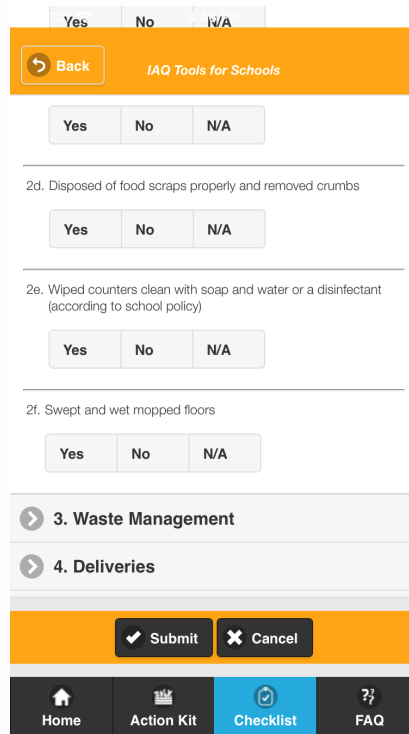 Yes No N/A
Back IAQ Tools for Schools
Yes No N/A
2d. Disposed of food scraps properly and removed crumbs
Yes No N/A
2e. Wiped counters clean with soap and water or a disinfectant
(according to school policy)
Yes No N/A
2f. Swept and wet mopped floors
Yes No N/A
3. Waste Management
4. Deliveries
Submit Cancel
Home Action Kit Checklist FAQ